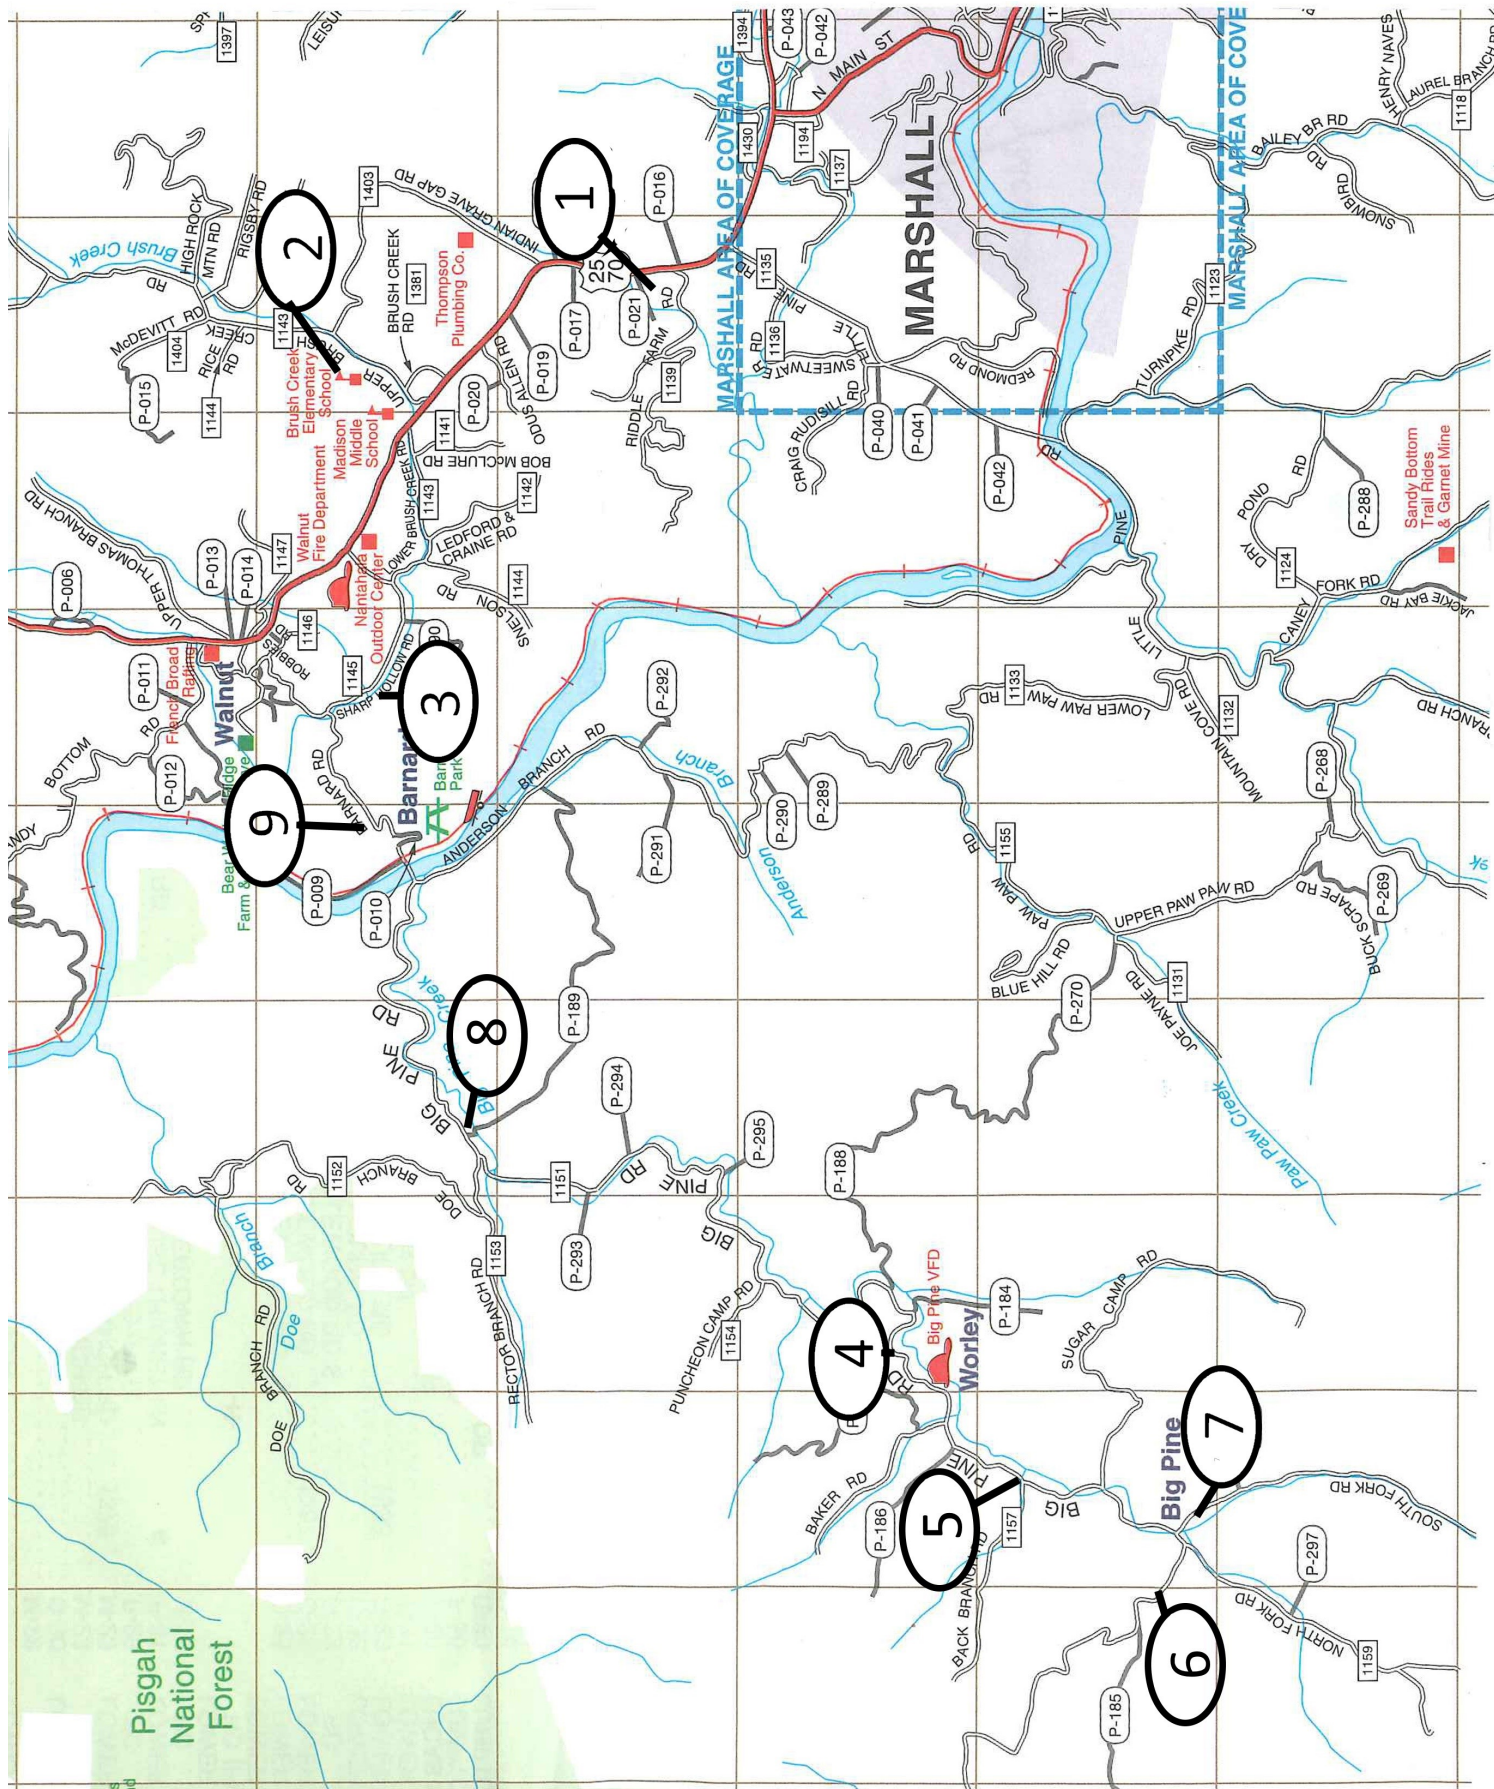 1397
1394
P-043
P-042
N MAIN ST
MARSHALL AREA OF COVERAGE
MARSHALL AREA OF COVE
HENRY NAVES
LAUREL BRANCH RD
1118
BAILEY BR RD
SNOWBIRD
RD
1430
1194
1137
MARSHALL
HIGH ROCK
MTN RD
RIGSBY RD
Brush Creek
RD
1403
INDIAN GRAVE GAP RD
1
2
P-016
25
70
P-021
P-017
P-019
P-020
ODUS ALLEN RD
RIDDLE
FARM
RD
1139
1135
LITTLE
PINE
RD
1136
SWEETWATER RD
CRAIG RUDISILL RD
REDMOND RD
P-040
P-041
P-042
1123
TURNPIKE RD
McDEVITT RD
1404
RICE CREEK
RD
1144
P-015
1143
UPPER
BRUSH
BRUSH CREEK
RD
1381
Thompson
Plumbing Co.
Brush Creek
Elementary
School
Madison
Middle
School
1141
BOB McCLURE RD
LOWER BRUSH CREEK RD
1143
1142
LEDFORD &
CRAINE RD
SNELSON
RD
1144
Walnut
Fire Department
Nantahala
Outdoor Center
UPPER THOMAS BRANCH RD
P-006
P-013
P-014
1147
1146
ROBBIES RD
1145
SHARP HOLLOW RD
3
P-011
French Broad
Rafting
Walnut
BOTTOM
RD
P-012
BARNARD RD
Barnard
Park
9
P-009
P-010
ANDERSON
BRANCH
RD
P-292
P-291
Anderson
Branch
P-290
P-289
PINE
RD
LITTLE
DRY
POND
RD
1124
P-288
Sandy Bottom
Trail Rides
& Garnet Mine
CANEY
FORK RD
JACKIE BAY RD
1133
LOWER PAW PAW
RD
MOUNTAIN COVE RD
1132
BRANCH RD
P-268
P-269
BUCK SCRAPE RD
PAW PAW
RD
1155
UPPER PAW PAW RD
BLUE HILL RD
P-270
JOE PAYNE RD
1131
Paw Paw Creek
BIG
PINE
RD
8
P-189
P-294
P-295
P-293
1151
BIG
PINE
RD
P-188
DOE
BRANCH
RD
1152
1153
RECTOR BRANCH RD
Doe
Branch
DOE
BRANCH
RD
PUNCHEON CAMP RD
1154
4
RD
Big Pine VFD
Worley
P-184
SUGAR
CAMP
RD
BAKER
RD
P-186
5
BIG
PINE
1157
BACK BRANCH RD
Big Pine
7
SOUTH FORK RD
P-297
NORTH FORK RD
1159
6
P-185
Pisgah
National
Forest